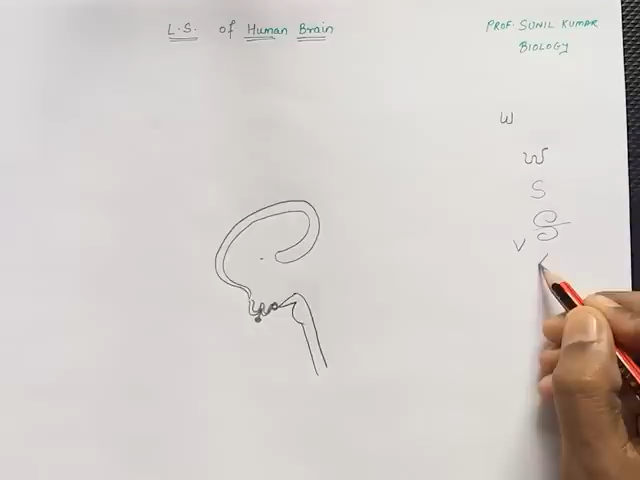 L.S. of Human Brain
PROF. SUNIL KUMAR
BIOLOGY
W
W
S
V